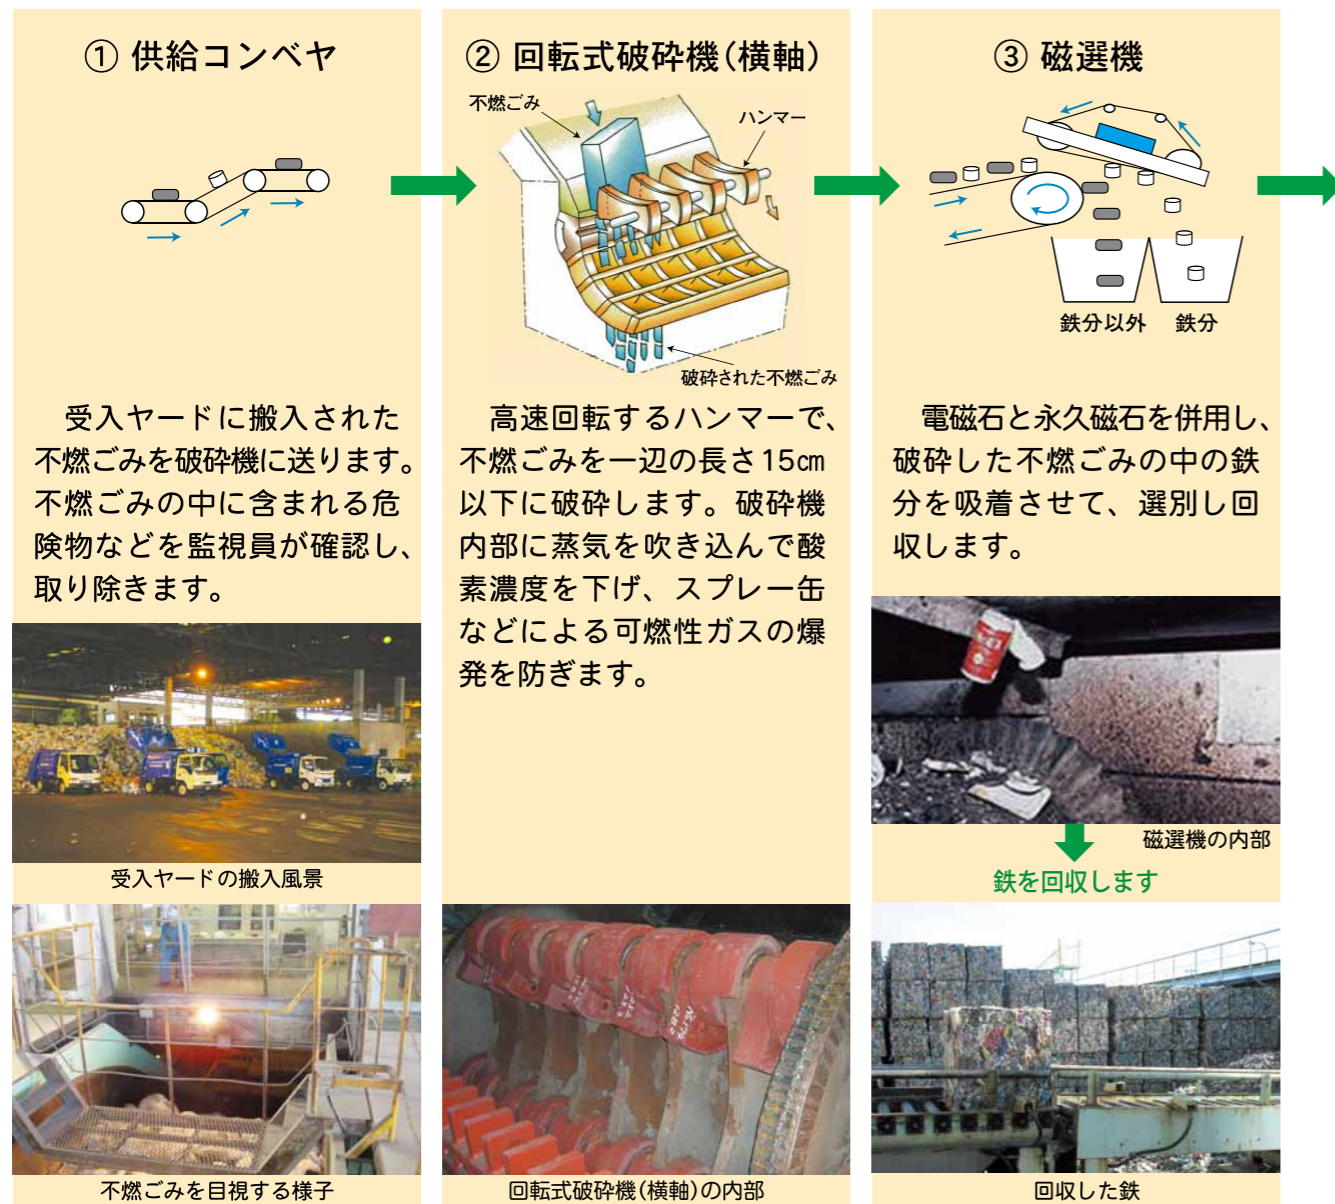 ① 供給コンベヤ
受入ヤードに搬入された
不燃ごみを破砕機に送ります。
不燃ごみの中に含まれる危
険物などを監視員が確認し、
取り除きます。
受入ヤードの搬入風景
不燃ごみを目視する様子
② 回転式破砕機(横軸)
不燃ごみ
ハンマー
破砕された不燃ごみ
高速回転するハンマーで、
不燃ごみを一辺の長さ15㎝
以下に破砕します。破砕機
内部に蒸気を吹き込んで酸
素濃度を下げ、スプレー缶
などによる可燃性ガスの爆
発を防ぎます。
回転式破砕機(横軸)の内部
③ 磁選機
鉄分以外 鉄分
電磁石と永久磁石を併用し、
破砕した不燃ごみの中の鉄
分を吸着させて、選別し回
収します。
磁選機の内部
鉄を回収します
回収した鉄